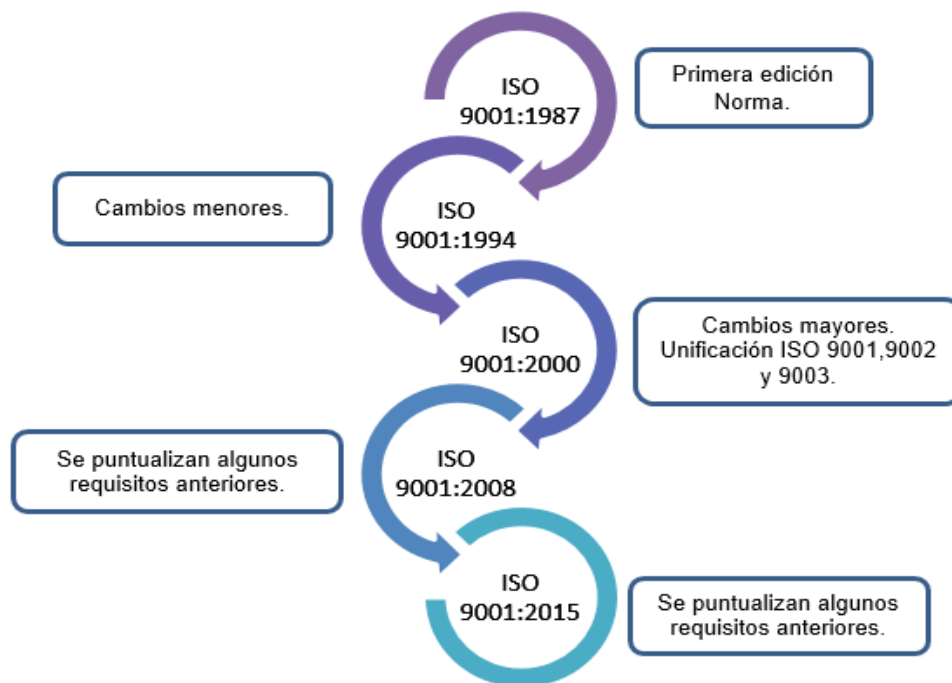 ISO
9001:1987
Primera edición
Norma.
Cambios menores.
ISO
9001:1994
ISO
9001:2000
Cambios mayores.
Unificación ISO 9001,9002
y 9003.
Se puntualizan algunos
requisitos anteriores.
ISO
9001:2008
ISO
9001:2015
Se puntualizan algunos
requisitos anteriores.